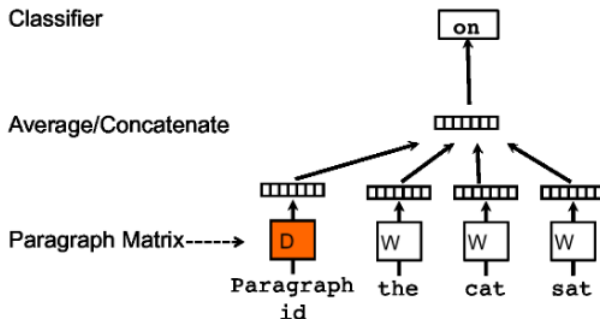 Classifier
on
Average/Concatenate
Paragraph Matrix
D
W
W
W
Paragraph
id
the
cat
sat